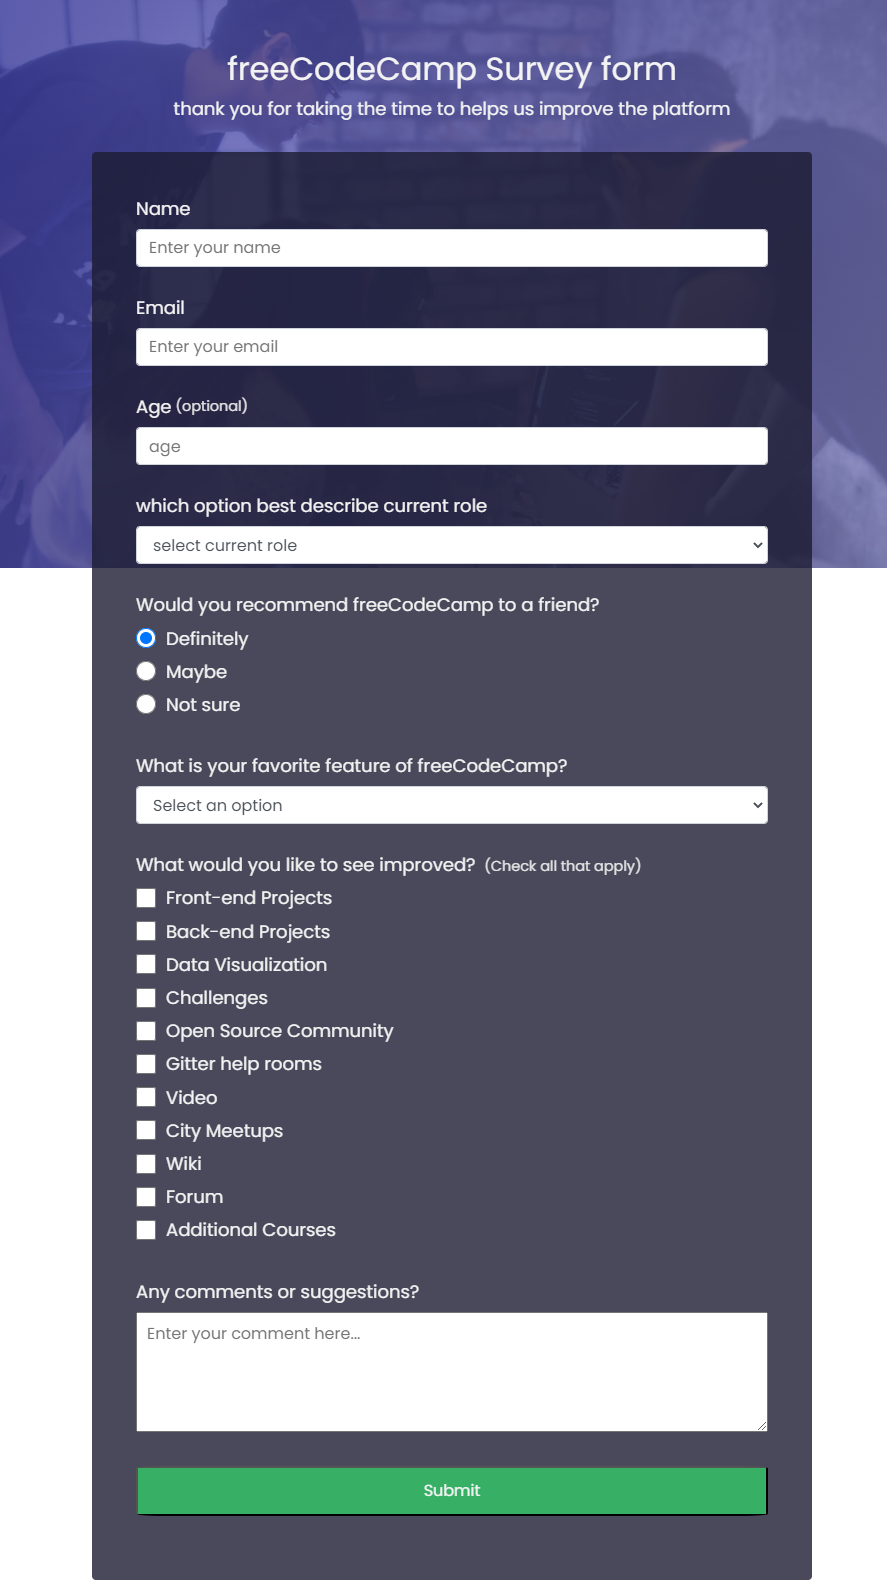 freeCodeCamp Survey form
thank you for taking the time to helps us improve the platform
Name
Enter your name
Email
Enter your email
Age (optional)
age
which option best describe current role
select current role
Would you recommend freeCodeCamp to a friend?
Definitely
Maybe
Not sure
What is your favorite feature of freeCodeCamp?
Select an option
What would you like to see improved? (Check all that apply)
Front-end Projects
Back-end Projects
Data Visualization
Challenges
Open Source Community
Gitter help rooms
Video
City Meetups
Wiki
Forum
Additional Courses
Any comments or suggestions?
Enter your comment here...
Submit